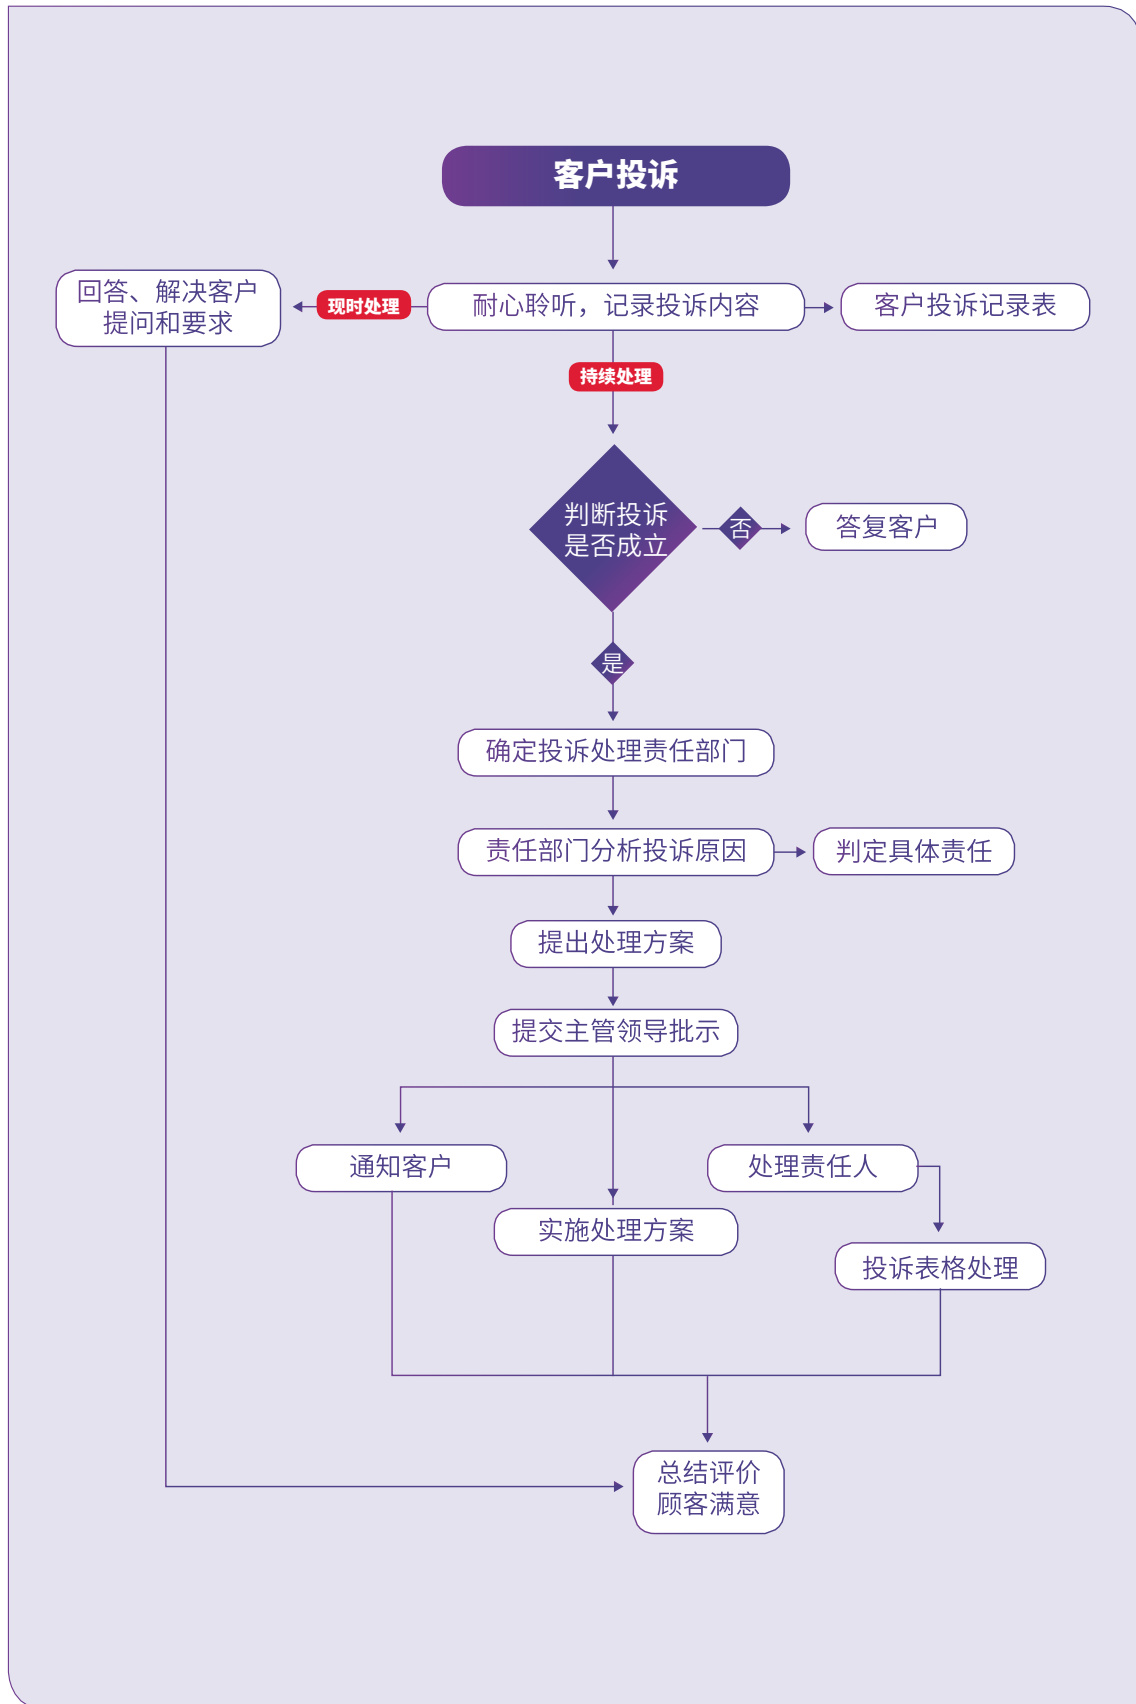 客户投诉
回答、解决客户
提问和要求
现时处理
耐心聆听，记录投诉内容
客户投诉记录表
持续处理
判断投诉
是否成立
否
答复客户
是
确定投诉处理责任部门
责任部门分析投诉原因
判定具体责任
提出处理方案
提交主管领导批示
通知客户
处理责任人
实施处理方案
投诉表格处理
总结评价
顾客满意